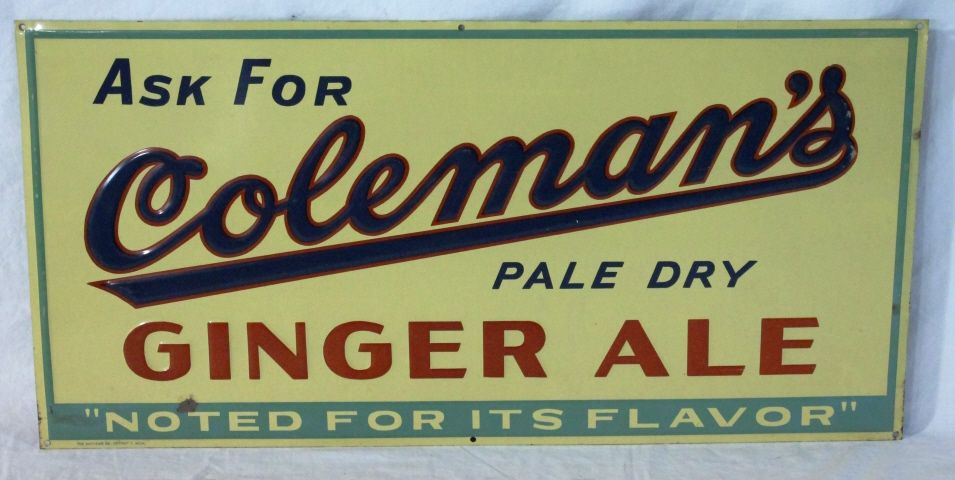 Ask For
Coleman's
PALE DRY
GINGER ALE
"NOTED FOR ITS FLAVOR"